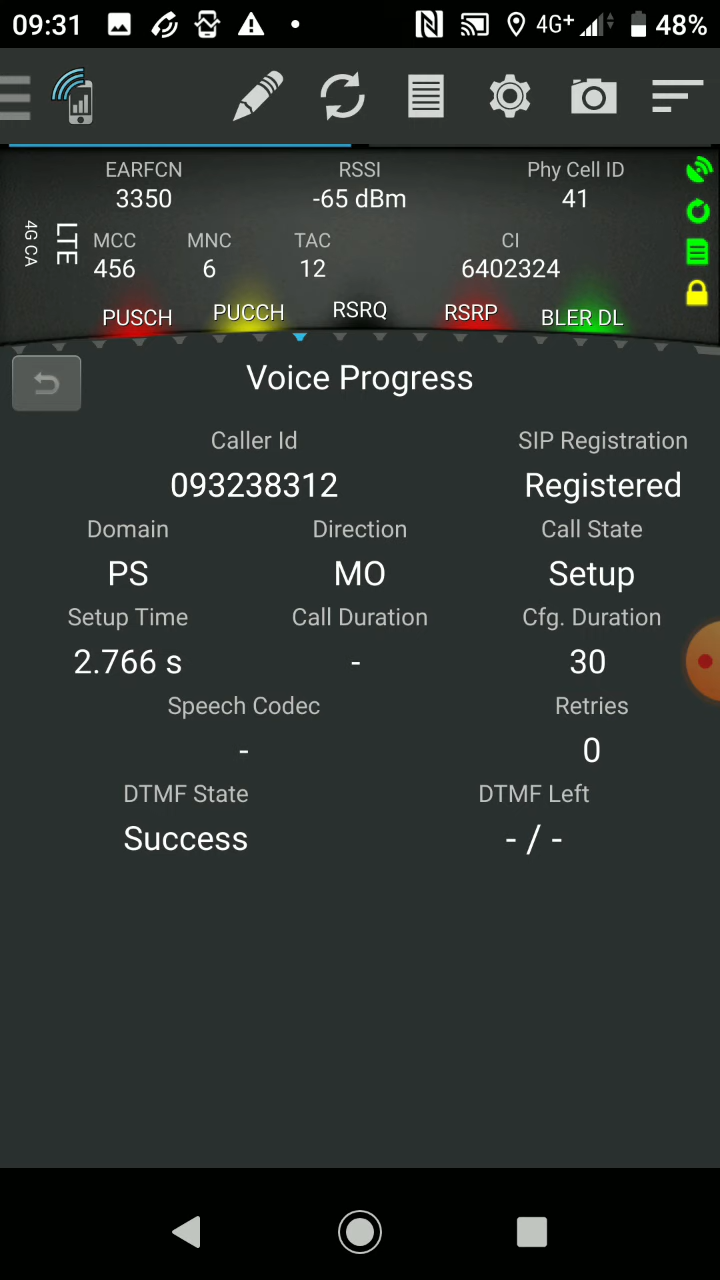 09:31 4G+ 48%
EARFCN RSSI Phy Cell ID
3350 -65 dBm 41
4G CA LTE
MCC MNC TAC CI
456 6 12 6402324
PUSCH PUCCH RSRQ RSRP BLER DL
Voice Progress
Caller Id SIP Registration
093238312 Registered
Domain Direction Call State
PS MO Setup
Setup Time Call Duration Cfg. Duration
2.766 s - 30
Speech Codec Retries
- 0
DTMF State DTMF Left
Success - / -